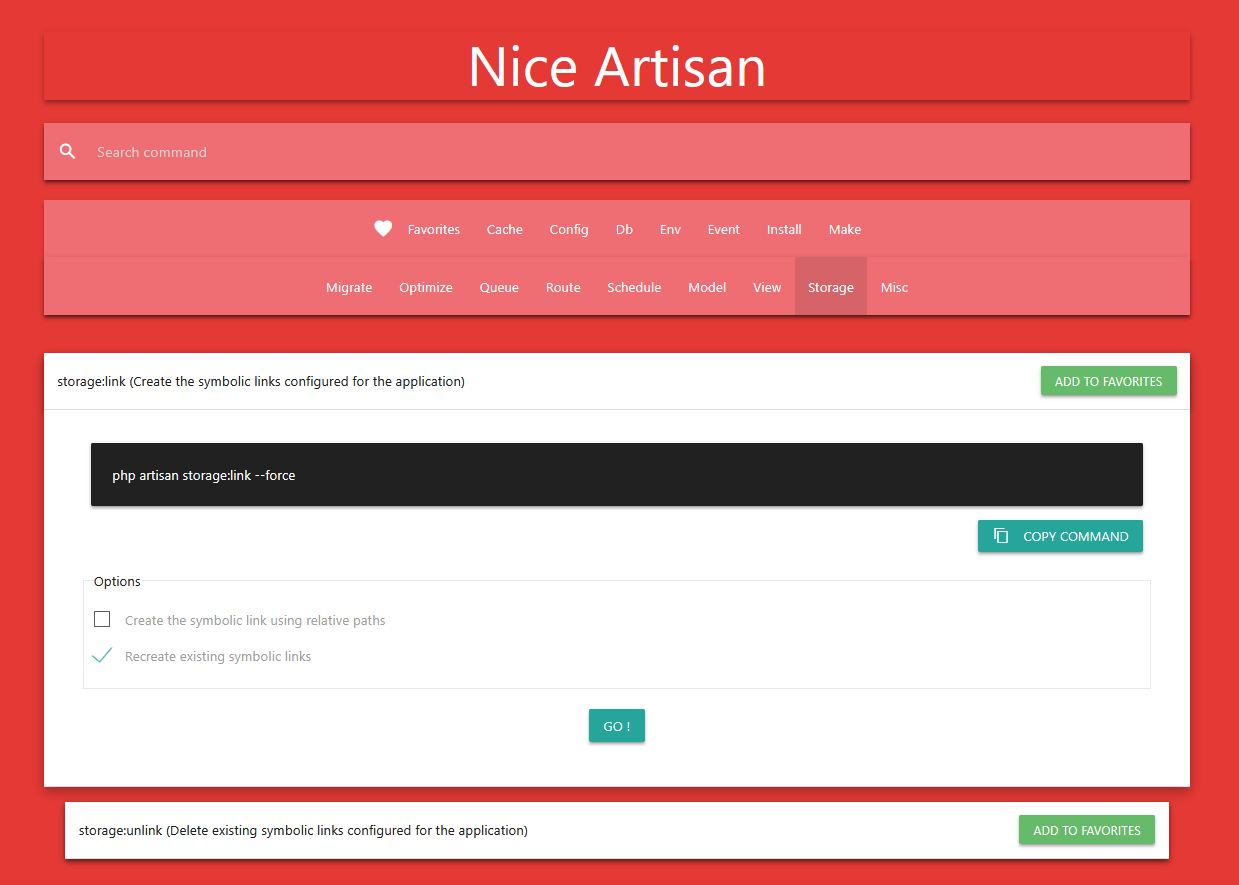 Nice Artisan
Search command
Favorites Cache Config Db Env Event Install Make
Migrate Optimize Queue Route Schedule Model View Storage Misc
storage:link (Create the symbolic links configured for the application) ADD TO FAVORITES
php artisan storage:link --force
COPY COMMAND
Options
Create the symbolic link using relative paths
Recreate existing symbolic links
GO !
storage:unlink (Delete existing symbolic links configured for the application) ADD TO FAVORITES